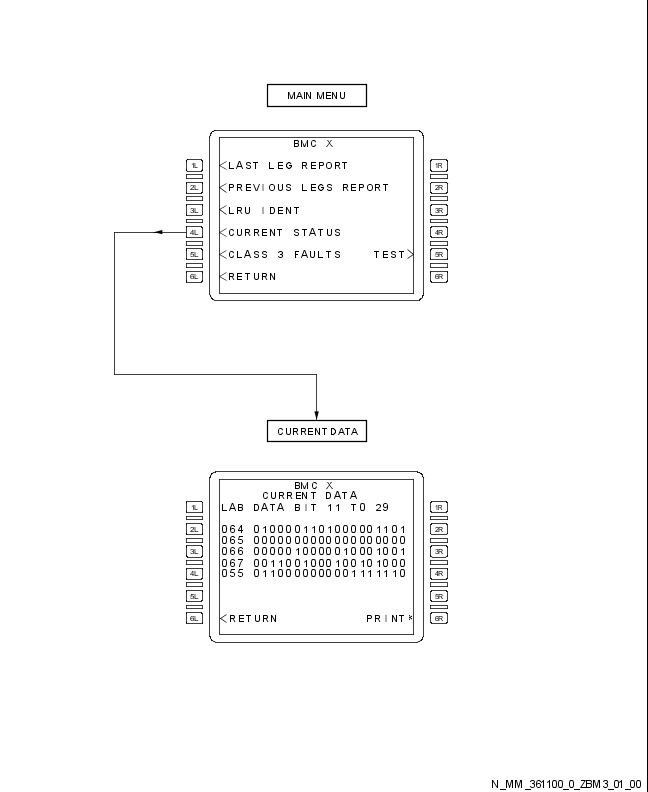 MAIN MENU
BMC X
1L <LAST LEG REPORT 1R
2L <PREVIOUS LEGS REPORT 2R
3L <LRU IDENT 3R
4L <CURRENT STATUS 4R
5L <CLASS 3 FAULTS TEST> 5R
6L <RETURN 6R
CURRENT DATA
BMC X
CURRENT DATA
1L LAB DATA BIT 11 TO 29 1R
2L 064 0100001101000001101 2R
065 0000000000000000000
3L 066 0000010000010001001 3R
067 0011001000100101000
4L 055 0110000000001111110 4R
5L 5R
6L <RETURN PRINT* 6R
N_MM_361100_0_ZBM3_01_00